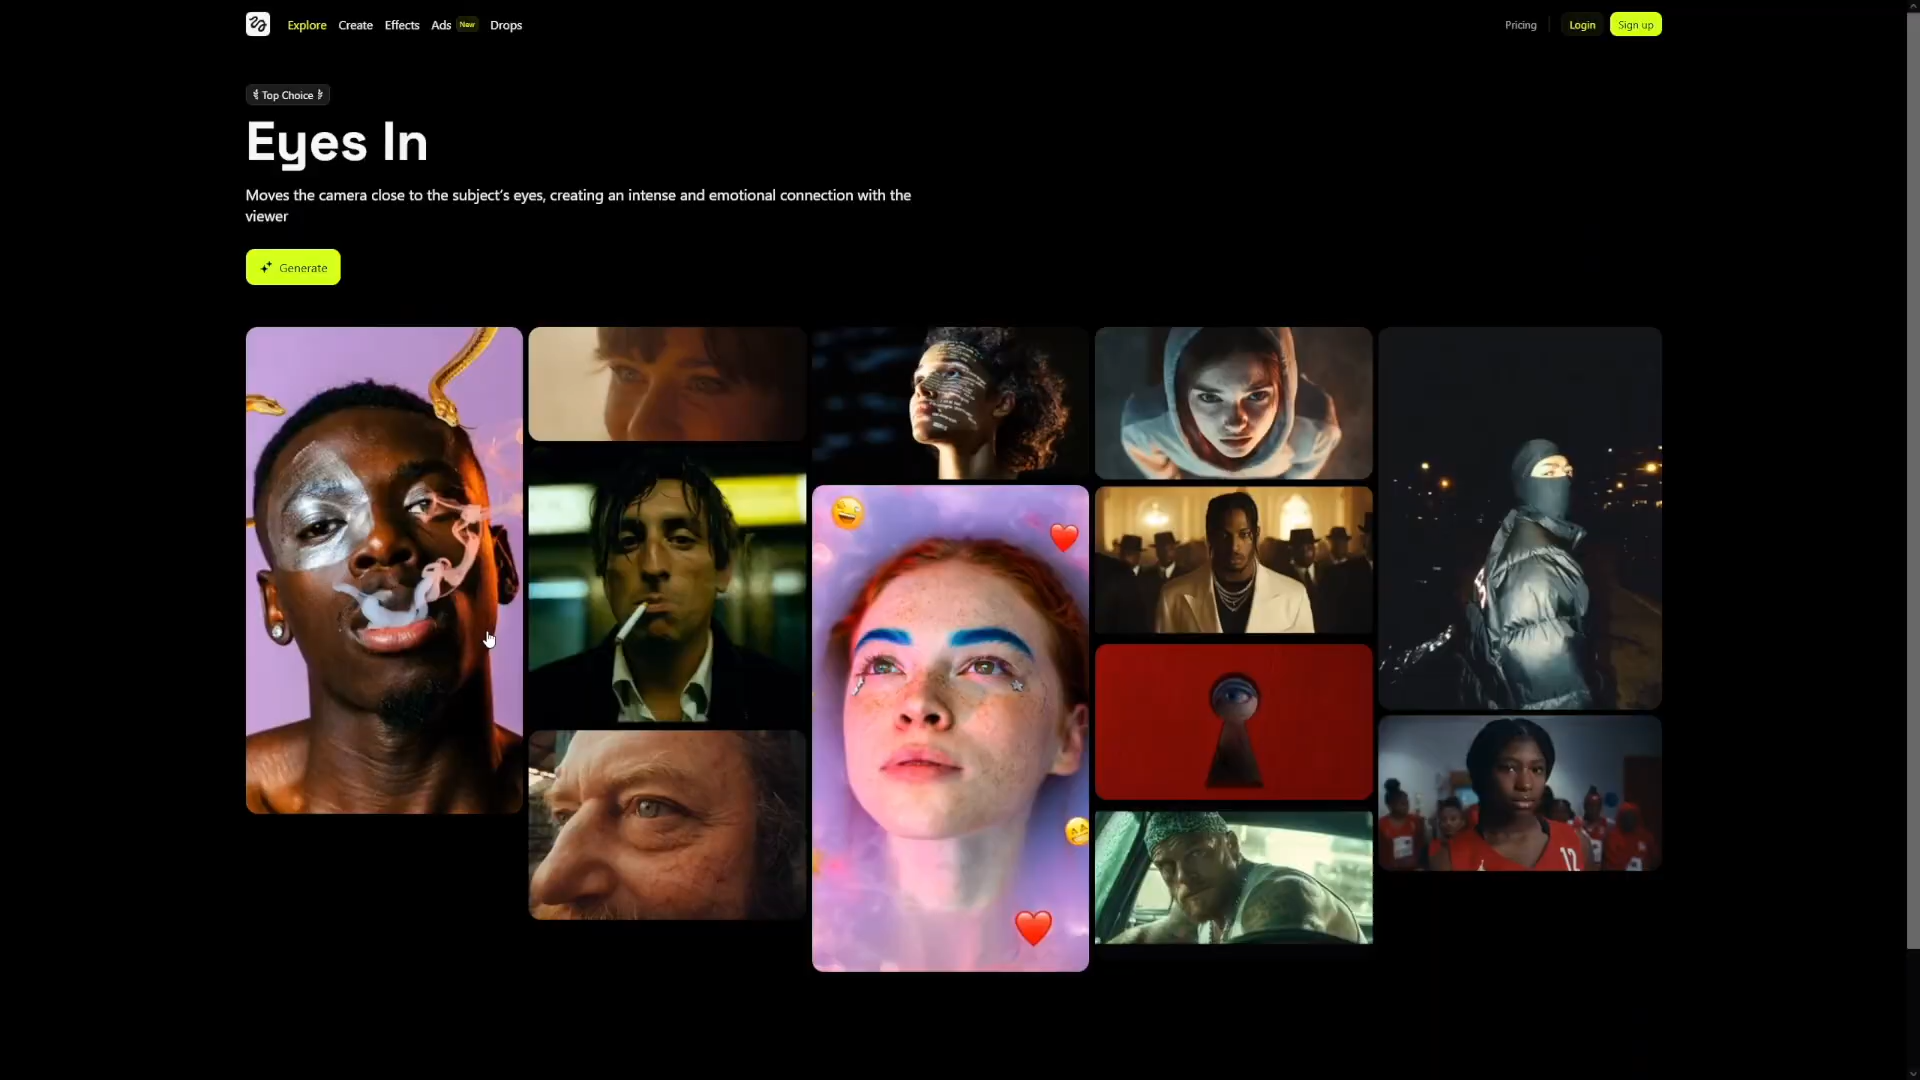 Explore Create Effects Ads New Drops Pricing Login Sign up
Top Choice
Eyes In
Moves the camera close to the subject's eyes, creating an intense and emotional connection with the
viewer
Generate
12